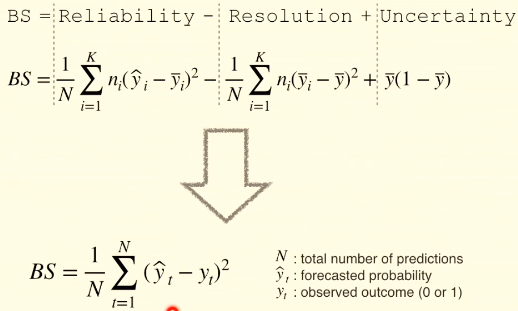 BS = Reliability - Resolution + Uncertainty
BS = \frac{1}{N} \sum_{i=1}^{K} n_i(\hat{y}_i - \bar{y}_i)^2 - \frac{1}{N} \sum_{i=1}^{K} n_i(\bar{y}_i - \bar{y})^2 + \bar{y}(1 - \bar{y})
BS = \frac{1}{N} \sum_{t=1}^{N} (\hat{y}_t - y_t)^2
N : total number of predictions
\hat{y}_t : forecasted probability
y_t : observed outcome (0 or 1)